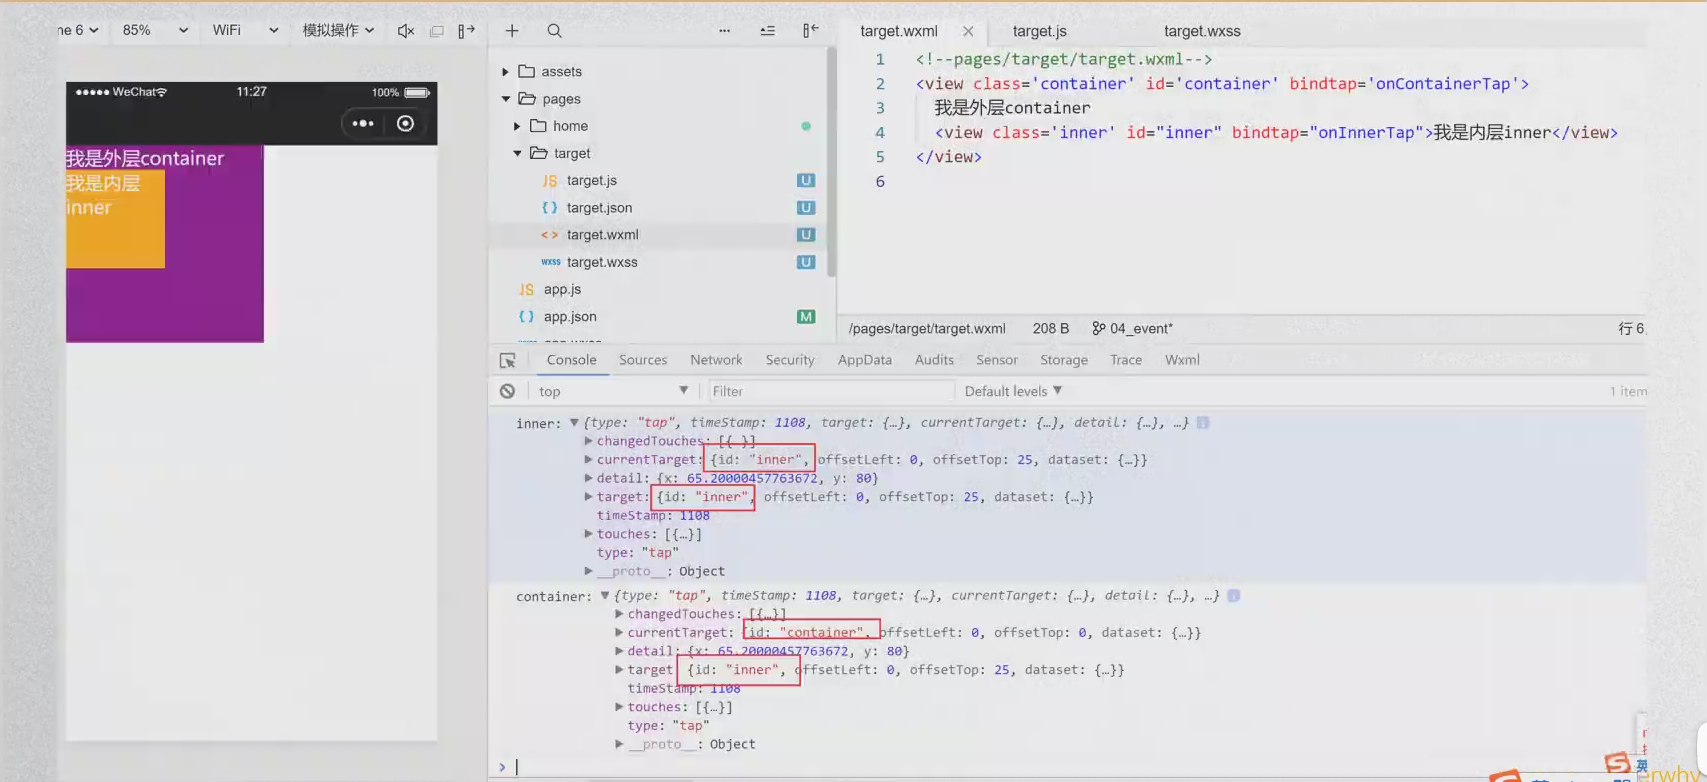 ne 6 85% WiFi 模拟操作
WeChat 11:27 100%
我是外层container
我是内层
inner
assets
pages
home
target
JS target.js U
{ } target.json U
< > target.wxml U
wxss target.wxss U
JS app.js
{ } app.json M
target.wxml × target.js target.wxss
1 <!--pages/target/target.wxml-->
2 <view class='container' id='container' bindtap='onContainerTap'>
3 我是外层container
4 <view class='inner' id="inner" bindtap="onInnerTap">我是内层inner</view>
5 </view>
6
/pages/target/target.wxml 208 B 04_event* 行 6
Console Sources Network Security AppData Audits Sensor Storage Trace Wxml
top Filter Default levels 1 item
inner: {type: "tap", timeStamp: 1108, target: {…}, currentTarget: {…}, detail: {…}, …}
changedTouches: [{…}]
currentTarget: {id: "inner", offsetLeft: 0, offsetTop: 25, dataset: {…}}
detail: {x: 65.20000457763672, y: 80}
target: {id: "inner", offsetLeft: 0, offsetTop: 25, dataset: {…}}
timeStamp: 1108
touches: [{…}]
type: "tap"
__proto__: Object
container: {type: "tap", timeStamp: 1108, target: {…}, currentTarget: {…}, detail: {…}, …}
changedTouches: [{…}]
currentTarget: {id: "container", offsetLeft: 0, offsetTop: 0, dataset: {…}}
detail: {x: 65.20000457763672, y: 80}
target {id: "inner", offsetLeft: 0, offsetTop: 25, dataset: {…}}
timeStamp: 1108
touches: [{…}]
type: "tap"
__proto__: Object
>
英
erwhy